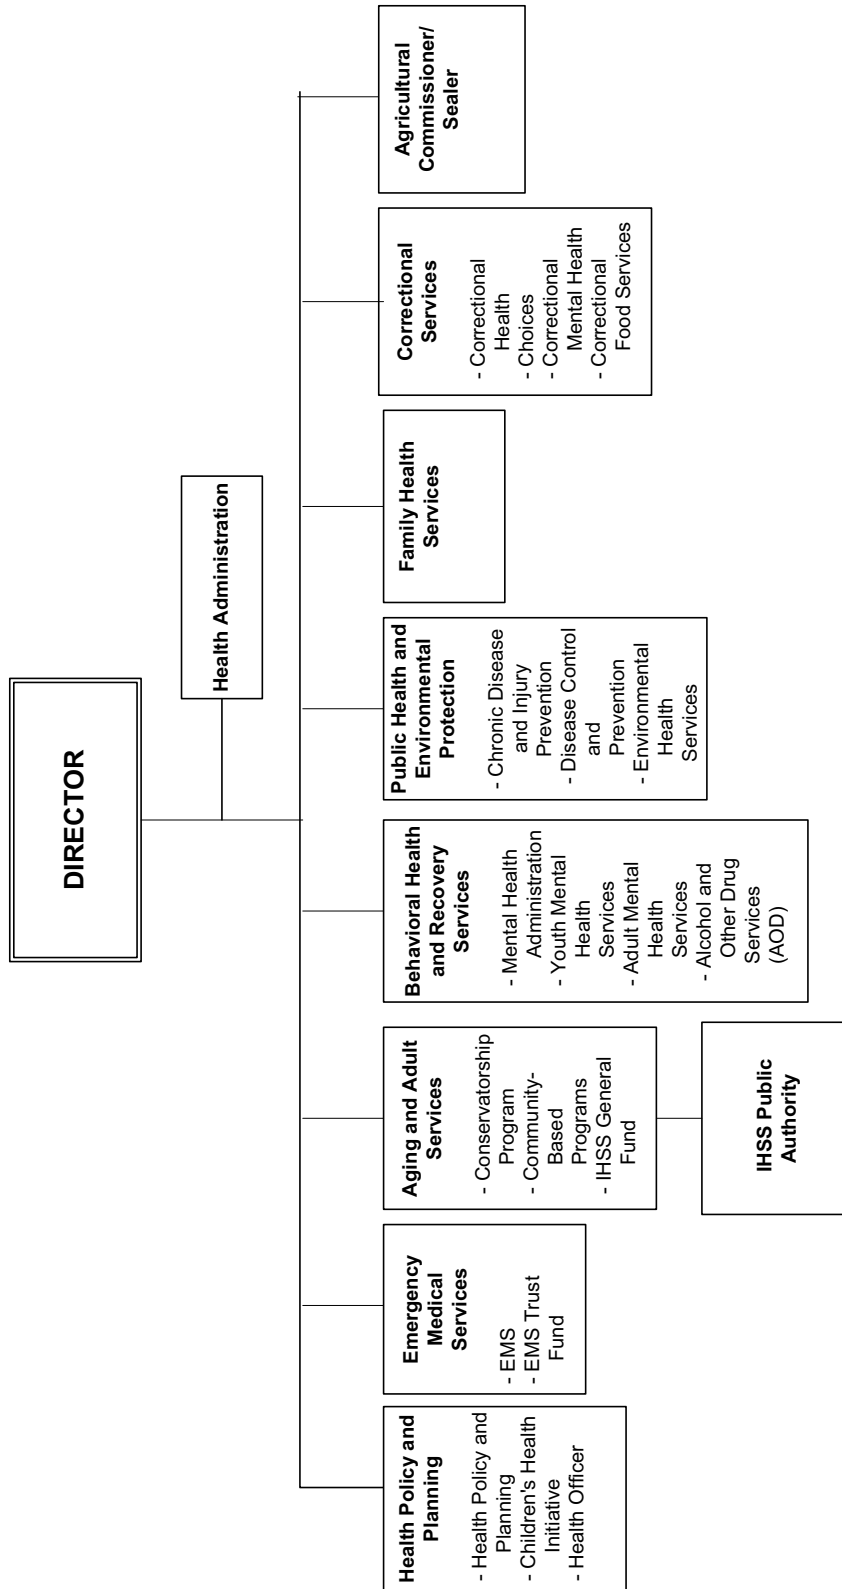 DIRECTOR
Health Administration
Health Policy and
Planning
- Health Policy and
Planning
- Children's Health
Initiative
- Health Officer
Emergency
Medical
Services
- EMS
- EMS Trust
Fund
Aging and Adult
Services
- Conservatorship
Program
- Community-
Based
Programs
- IHSS General
Fund
IHSS Public
Authority
Behavioral Health
and Recovery
Services
- Mental Health
Administration
- Youth Mental
Health
Services
- Adult Mental
Health
Services
- Alcohol and
Other Drug
Services
(AOD)
Public Health and
Environmental
Protection
- Chronic Disease
and Injury
Prevention
- Disease Control
and
Prevention
- Environmental
Health
Services
Family Health
Services
Correctional
Services
- Correctional
Health
- Choices
- Correctional
Mental Health
- Correctional
Food Services
Agricultural
Commissioner/
Sealer